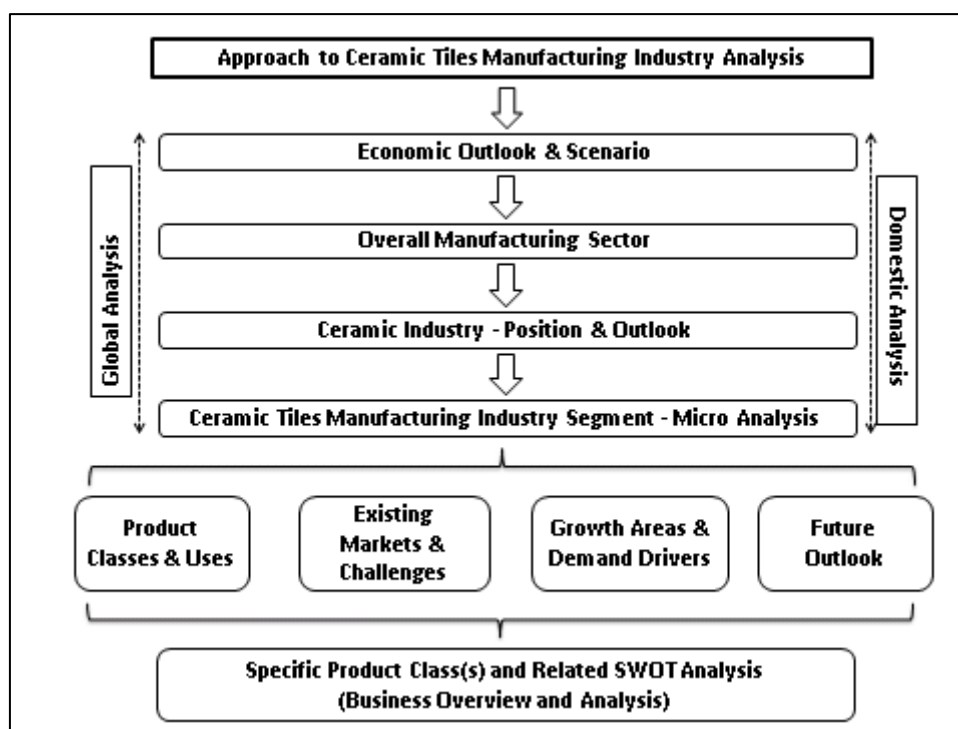 Approach to Ceramic Tiles Manufacturing Industry Analysis
Economic Outlook & Scenario
Overall Manufacturing Sector
Ceramic Industry - Position & Outlook
Ceramic Tiles Manufacturing Industry Segment - Micro Analysis
Global Analysis
Domestic Analysis
Product
Classes & Uses
Existing
Markets &
Challenges
Growth Areas &
Demand Drivers
Future
Outlook
Specific Product Class(s) and Related SWOT Analysis
(Business Overview and Analysis)